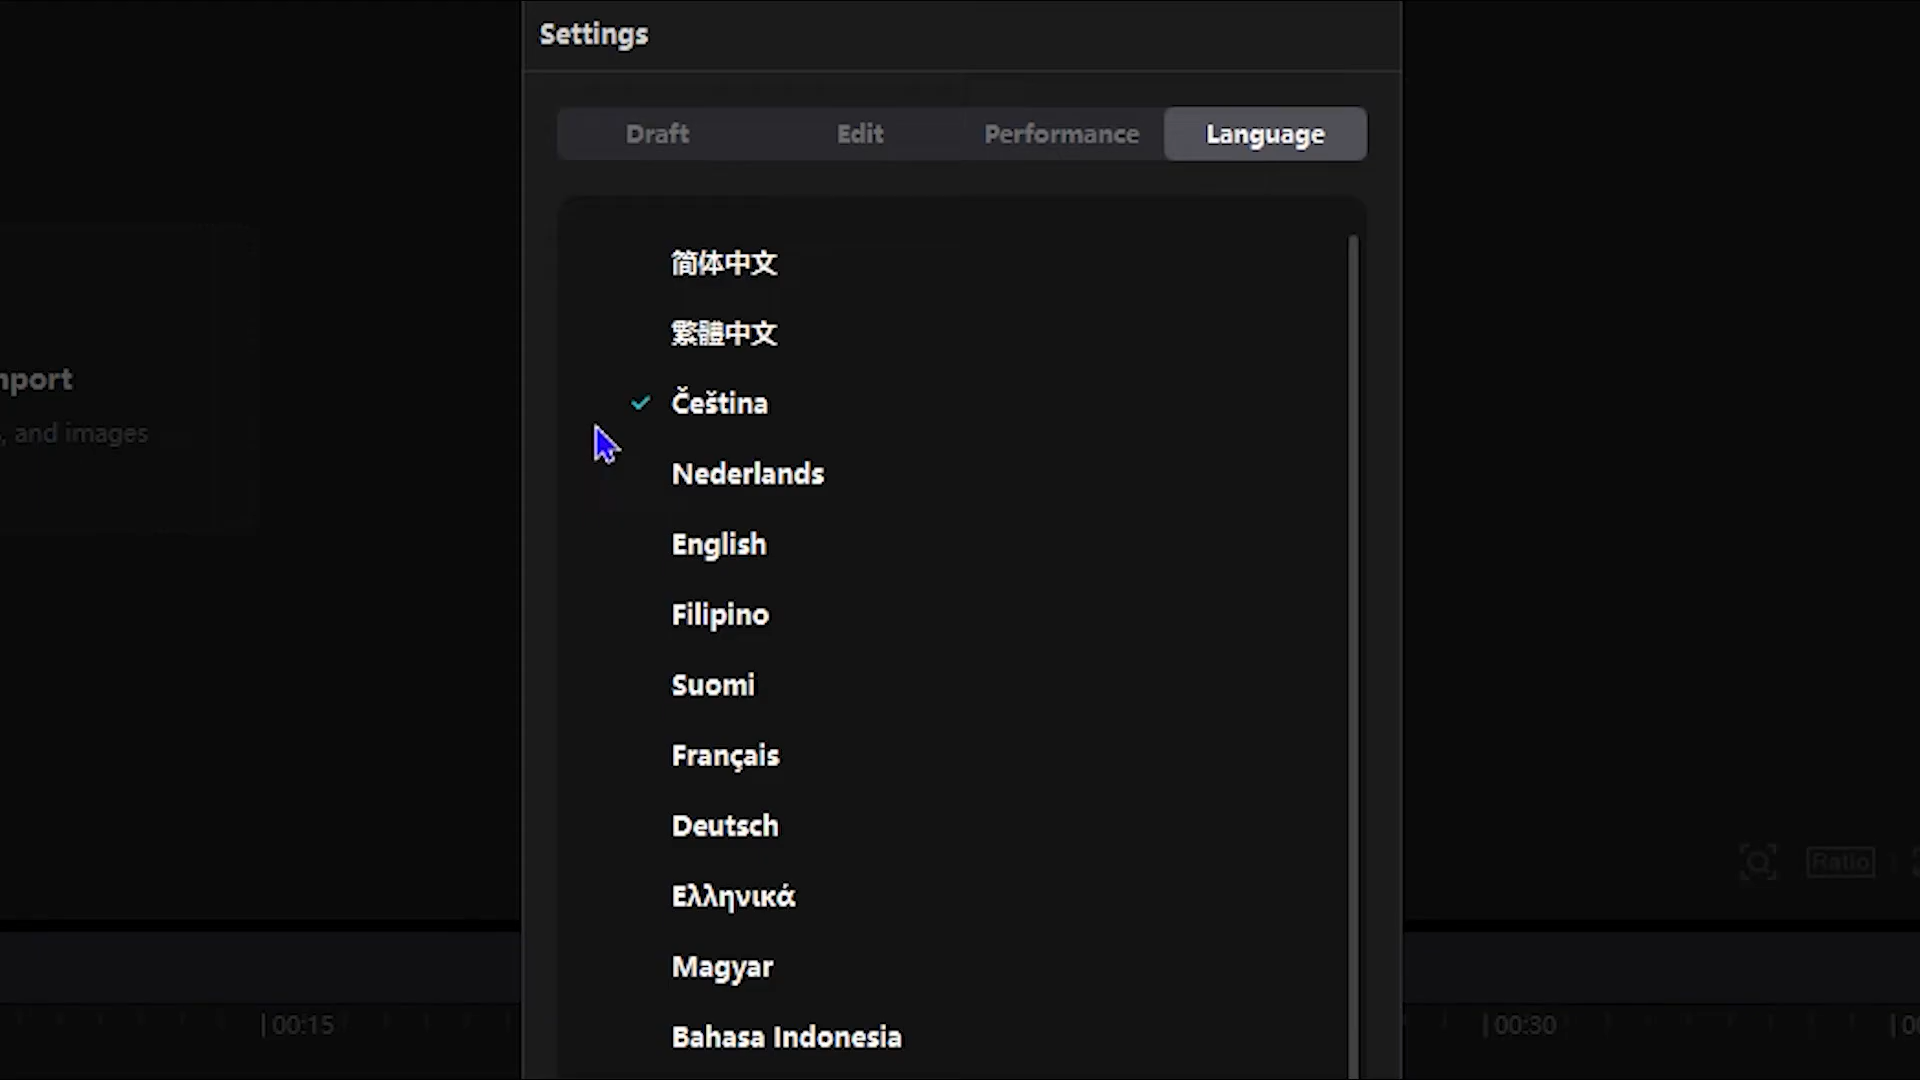 Settings
Draft Edit Performance Language
简体中文
繁體中文
Čeština
Nederlands
English
Filipino
Suomi
Français
Deutsch
Ελληνικά
Magyar
Bahasa Indonesia
, and images
Ratio
00:15
00:30